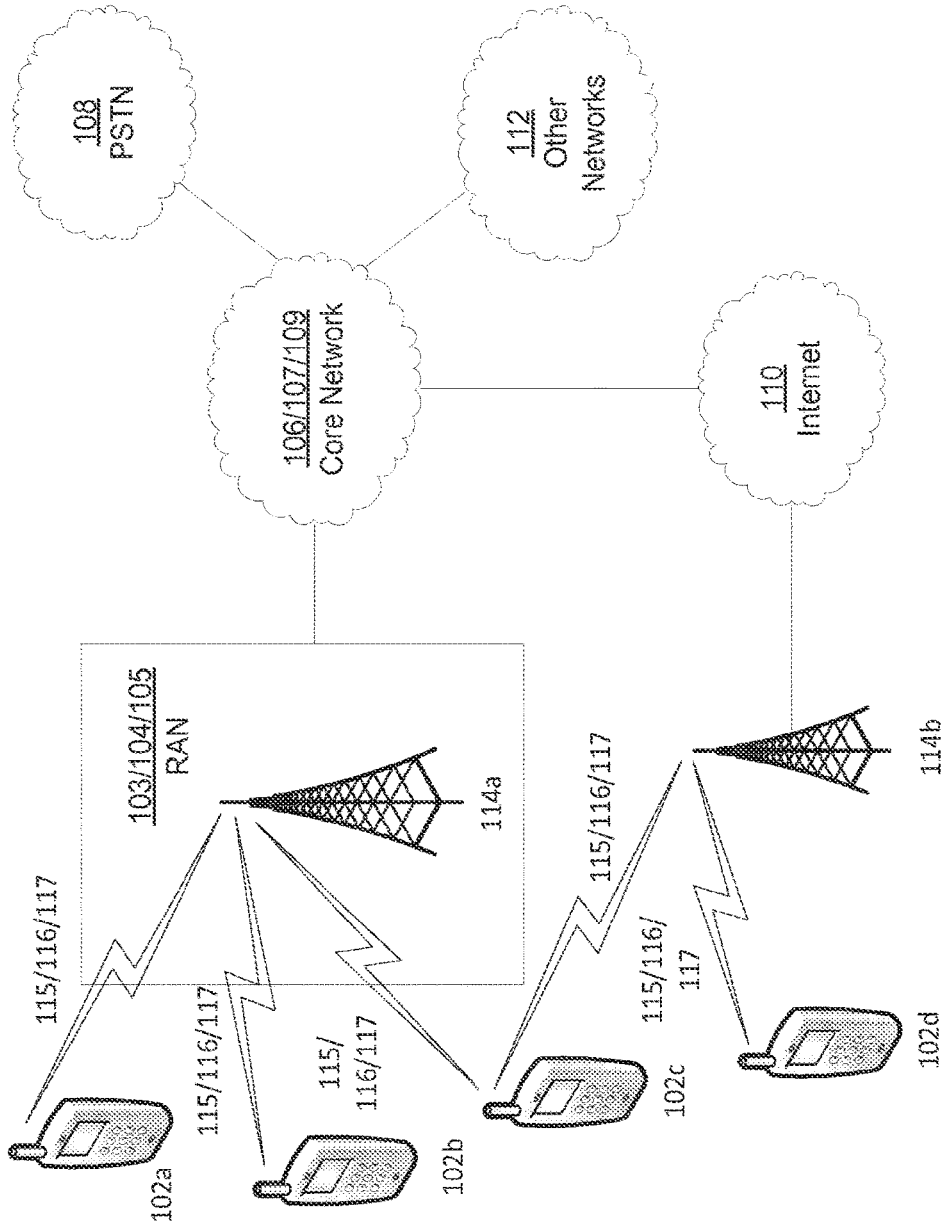 115/116/117
102a
115/116/117
102b
115/
116/117
102c
115/116/117
115/116/
117
102d
103/104/105
RAN
114a
114b
106/107/109
Core Network
108
PSTN
112
Other
Networks
110
Internet